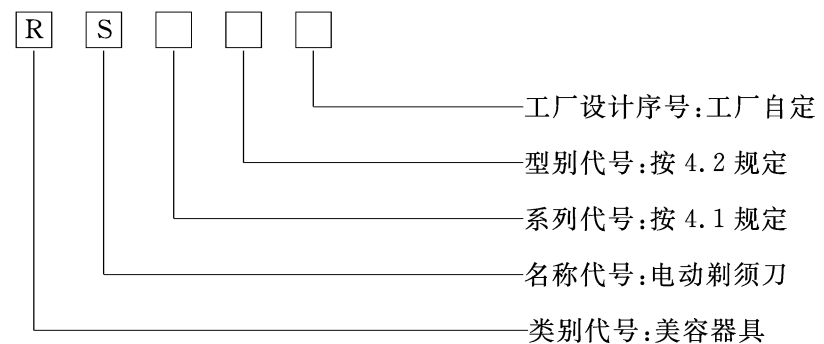 R S
工厂设计序号:工厂自定
型别代号:按 4.2 规定
系列代号:按 4.1 规定
名称代号:电动剃须刀
类别代号:美容器具